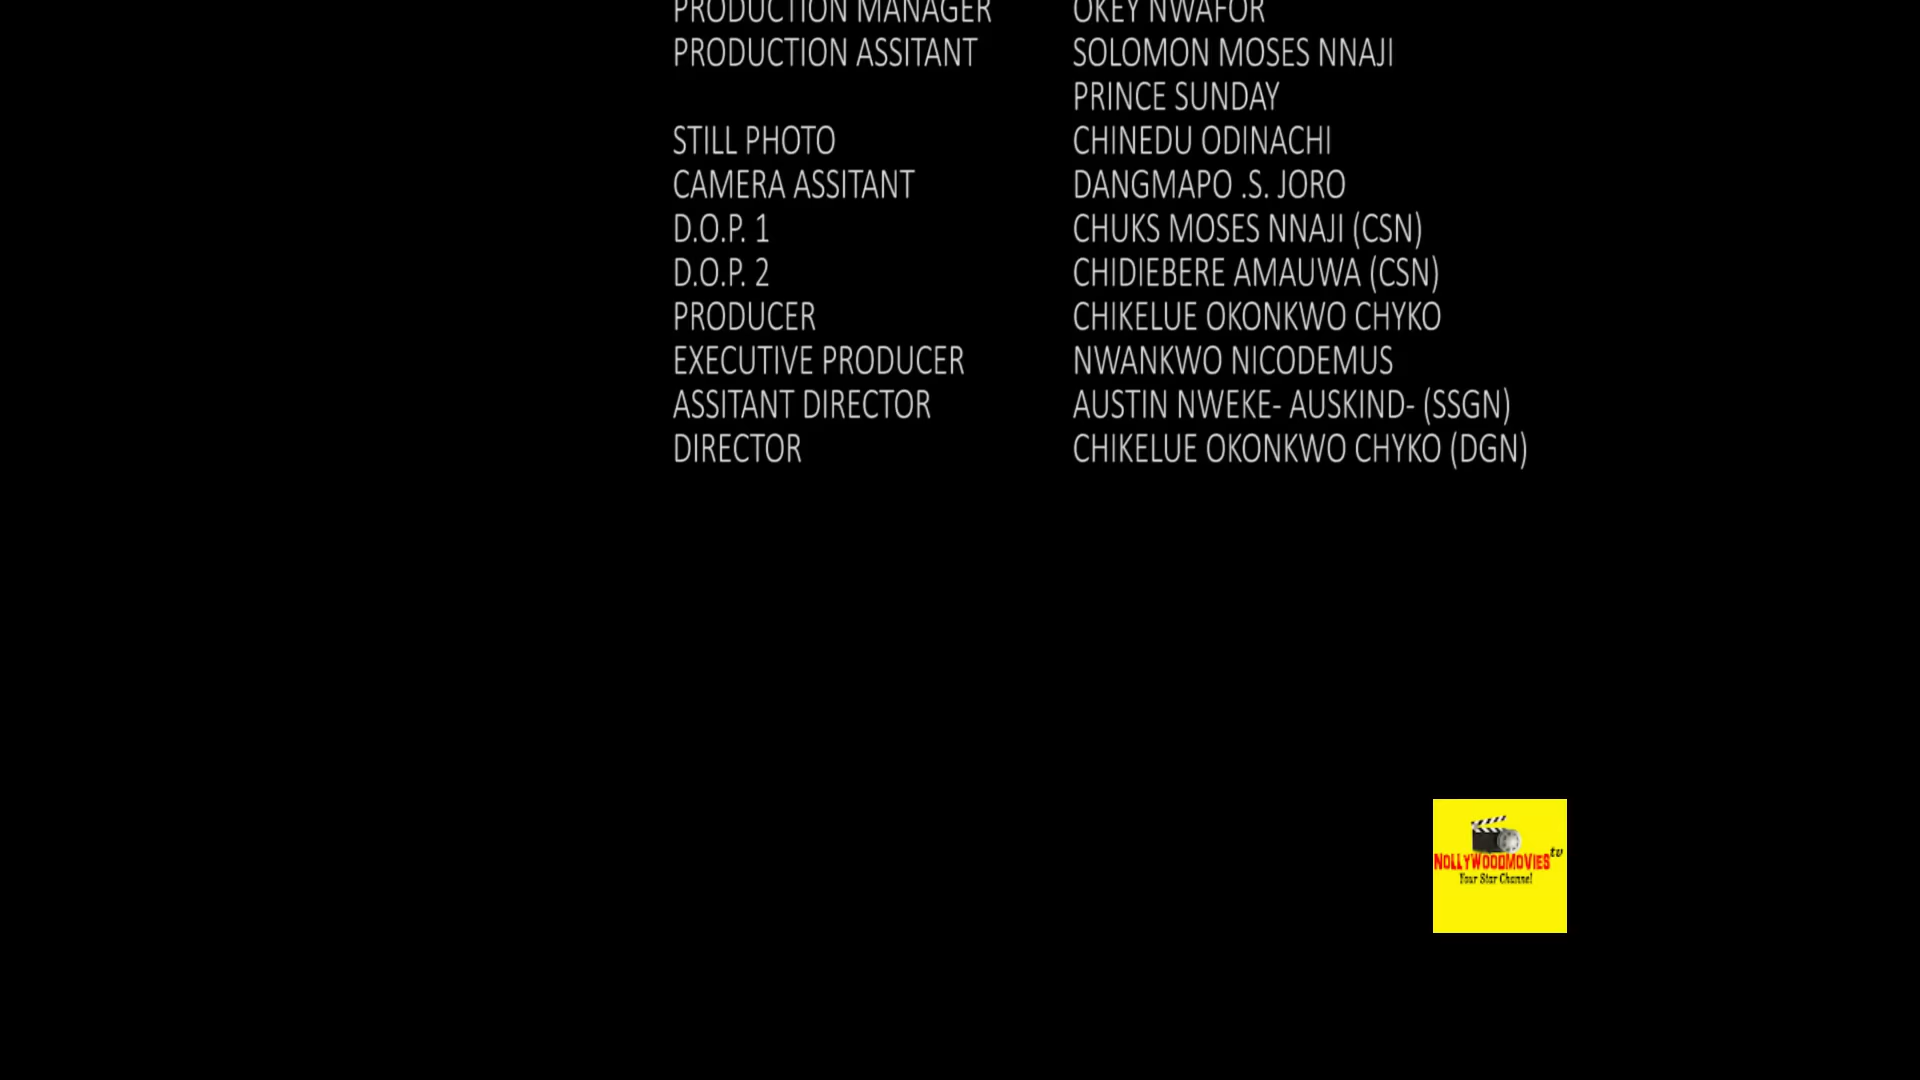 PRODUCTION MANAGER OKEY NWAFOR
PRODUCTION ASSITANT SOLOMON MOSES NNAJI
PRINCE SUNDAY
STILL PHOTO CHINEDU ODINACHI
CAMERA ASSITANT DANGMAPO .S. JORO
D.O.P. 1 CHUKS MOSES NNAJI (CSN)
D.O.P. 2 CHIDIEBERE AMAUWA (CSN)
PRODUCER CHIKELUE OKONKWO CHYKO
EXECUTIVE PRODUCER NWANKWO NICODEMUS
ASSITANT DIRECTOR AUSTIN NWEKE- AUSKIND- (SSGN)
DIRECTOR CHIKELUE OKONKWO CHYKO (DGN)
NOLLYWOODMOVIES tv
Your Star Channel